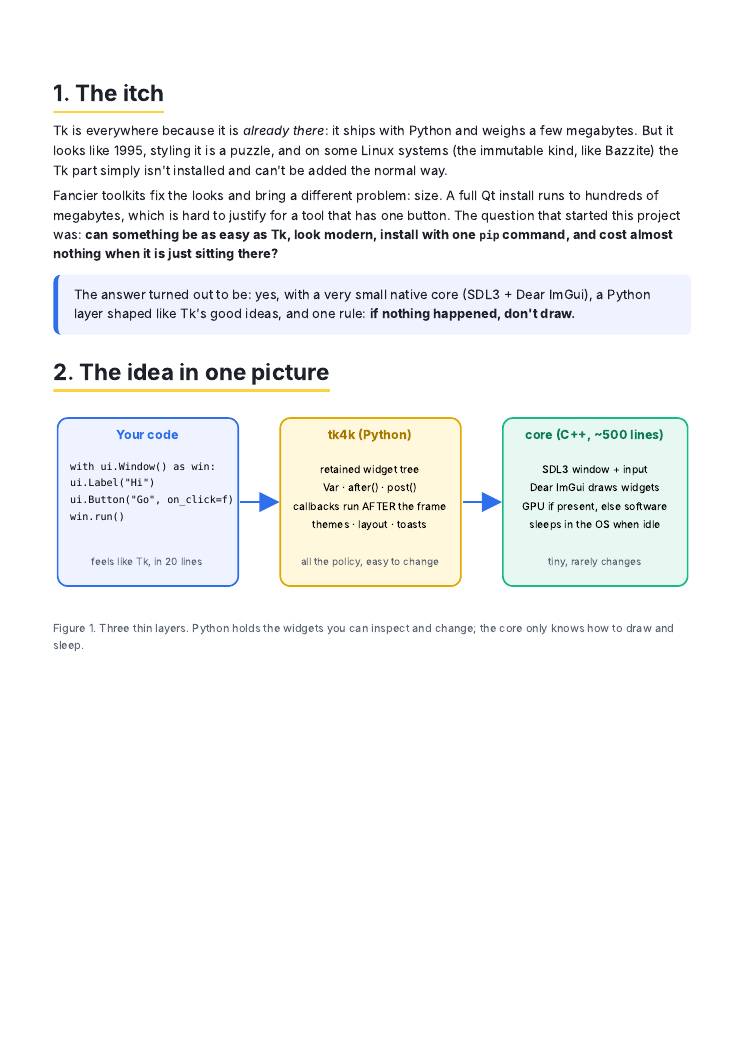 1. The itch
Tk is everywhere because it is already there: it ships with Python and weighs a few megabytes. But it
looks like 1995, styling it is a puzzle, and on some Linux systems (the immutable kind, like Bazzite) the
Tk part simply isn't installed and can't be added the normal way.
Fancier toolkits fix the looks and bring a different problem: size. A full Qt install runs to hundreds of
megabytes, which is hard to justify for a tool that has one button. The question that started this project
was: can something be as easy as Tk, look modern, install with one pip command, and cost almost
nothing when it is just sitting there?
The answer turned out to be: yes, with a very small native core (SDL3 + Dear ImGui), a Python
layer shaped like Tk's good ideas, and one rule: if nothing happened, don't draw.
2. The idea in one picture
Your code
with ui.Window() as win:
ui.Label("Hi")
ui.Button("Go", on_click=f)
win.run()
feels like Tk, in 20 lines
tk4k (Python)
retained widget tree
Var · after() · post()
callbacks run AFTER the frame
themes · layout · toasts
all the policy, easy to change
core (C++, ~500 lines)
SDL3 window + input
Dear ImGui draws widgets
GPU if present, else software
sleeps in the OS when idle
tiny, rarely changes
Figure 1. Three thin layers. Python holds the widgets you can inspect and change; the core only knows how to draw and
sleep.